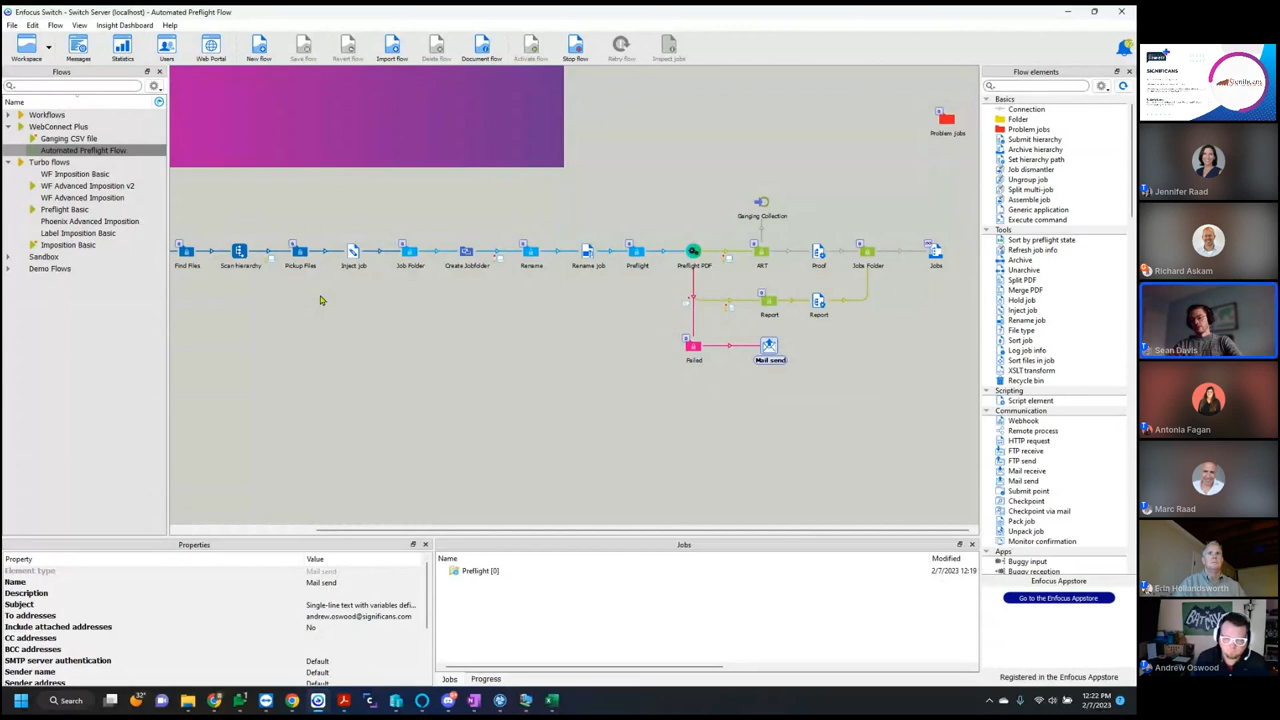 Enfocus Switch - Switch Server (localhost) - Automated Preflight Flow
File Edit Flow View Insight Dashboard Help
Workspace Messages Statistics Users Web Portal New flow Save flow Revert flow Import flow Delete flow Document flow Activate flow Stop flow Retry flow Inspect jobs
Flows
Name
Workflows
WebConnect Plus
Ganging CSV file
Automated Preflight Flow
Turbo flows
WF Imposition Basic
WF Advanced Imposition v2
WF Advanced Imposition
Preflight Basic
Phoenix Advanced Imposition
Label Imposition Basic
Imposition Basic
Sandbox
Demo Flows
Problem jobs
Ganging Collection
Find Files Scan hierarchy Pickup Files Inject job Job Folder Create Jobfolder Rename Rename job Preflight Preflight PDF ART Proof Jobs Folder Jobs
Report Report
Failed Mail send
Flow elements
Basics
Connection
Folder
Problem jobs
Submit hierarchy
Archive hierarchy
Set hierarchy path
Job dismantler
Ungroup job
Split multi-job
Assemble job
Generic application
Execute command
Tools
Sort by preflight state
Refresh job info
Archive
Unarchive
Split PDF
Merge PDF
Hold job
Inject job
Rename job
File type
Sort job
Log job info
Sort files in job
XSLT transform
Recycle bin
Scripting
Script element
Communication
Webhook
Remote process
HTTP request
FTP receive
FTP send
Mail receive
Mail send
Submit point
Checkpoint
Checkpoint via mail
Pack job
Unpack job
Monitor confirmation
Apps
Buggy input
Buggy reception
Enfocus Appstore
Go to the Enfocus Appstore
Registered in the Enfocus Appstore
Properties
Property Value
Element type Mail send
Name Mail send
Description
Subject Single-line text with variables defi...
To addresses andrew.oswood@significans.com
Include attached addresses No
CC addresses
BCC addresses
SMTP server authentication Default
Sender name Default
Sender address Default
Jobs
Name Modified
Preflight [0] 2/7/2023 12:19
Jobs Progress
Search
32°
12:22 PM
2/7/2023
SIGNIFICANS
Significans
Jennifer Raad
Richard Askam
Sean Davis
Antonia Fagan
Marc Raad
Erin Hollandsworth
BATCAVE
Andrew Oswood